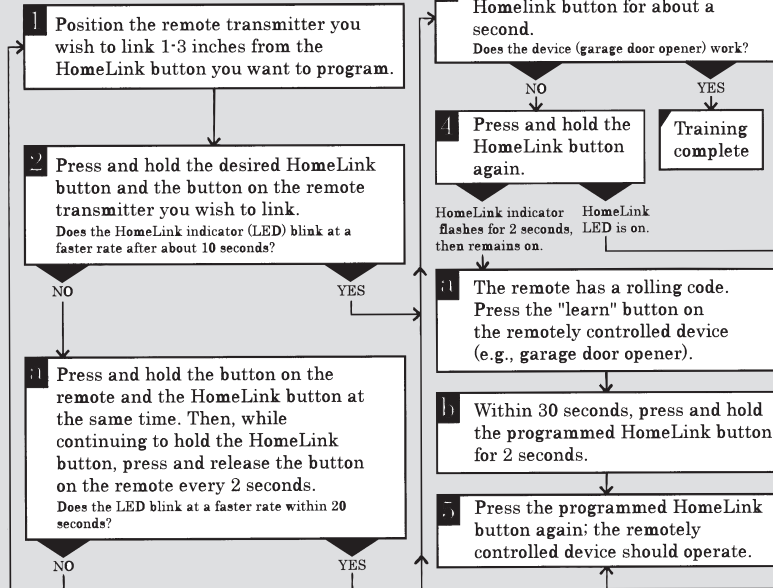 1
Position the remote transmitter you
wish to link 1-3 inches from the
HomeLink button you want to program.
2
Press and hold the desired HomeLink
button and the button on the remote
transmitter you wish to link.
Does the HomeLink indicator (LED) blink at a
faster rate after about 10 seconds?
NO
YES
a
Press and hold the button on the
remote and the HomeLink button at
the same time. Then, while
continuing to hold the HomeLink
button, press and release the button
on the remote every 2 seconds.
Does the LED blink at a faster rate within 20
seconds?
NO
YES
Homelink button for about a
second.
Does the device (garage door opener) work?
NO
YES
4
Press and hold the
HomeLink button
again.
Training
complete
HomeLink indicator
flashes for 2 seconds,
then remains on.
HomeLink
LED is on.
a
The remote has a rolling code.
Press the "learn" button on
the remotely controlled device
(e.g., garage door opener).
b
Within 30 seconds, press and hold
the programmed HomeLink button
for 2 seconds.
5
Press the programmed HomeLink
button again; the remotely
controlled device should operate.